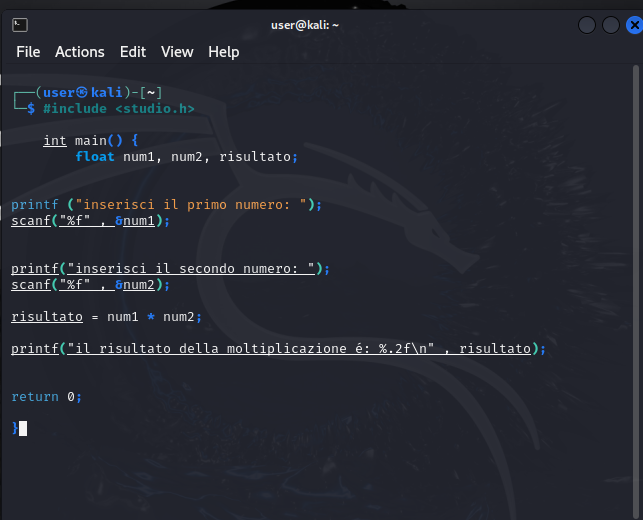 user@kali: ~
File Actions Edit View Help
┌──(user㉿kali)-[~]
└─$ #include <studio.h>
int main() {
float num1, num2, risultato;
printf ("inserisci il primo numero: ");
scanf("%f" , &num1);
printf("inserisci il secondo numero: ");
scanf("%f" , &num2);
risultato = num1 * num2;
printf("il risultato della moltiplicazione é: %.2f\n" , risultato);
return 0;
}